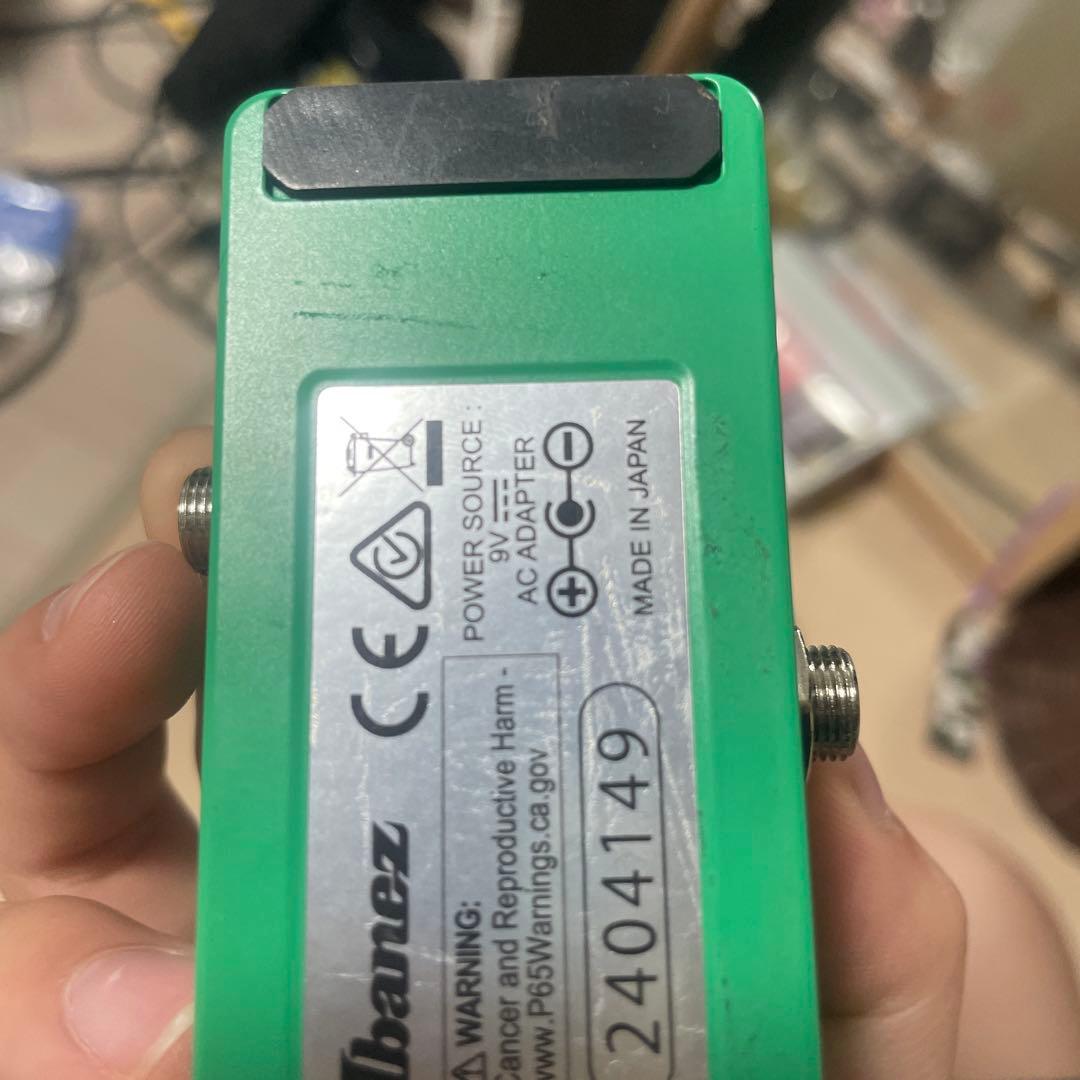 Ibanez
⚠ WARNING:
Cancer and Reproductive Harm -
www.P65Warnings.ca.gov
2404149
CE
POWER SOURCE :
9V
AC ADAPTER
MADE IN JAPAN